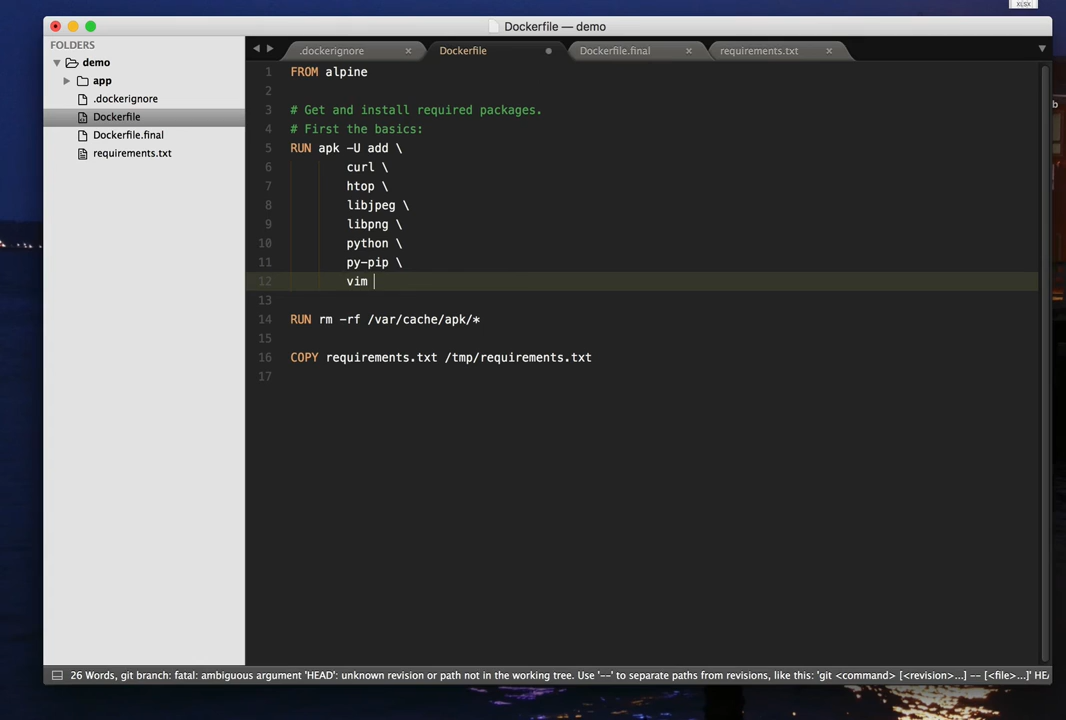 XLSX
Dockerfile — demo
FOLDERS
demo
app
.dockerignore
Dockerfile
Dockerfile.final
requirements.txt
.dockerignore
Dockerfile
Dockerfile.final
requirements.txt
1 FROM alpine
2
3 # Get and install required packages.
4 # First the basics:
5 RUN apk -U add \
6 curl \
7 htop \
8 libjpeg \
9 libpng \
10 python \
11 py-pip \
12 vim
13
14 RUN rm -rf /var/cache/apk/*
15
16 COPY requirements.txt /tmp/requirements.txt
17
b
26 Words, git branch: fatal: ambiguous argument 'HEAD': unknown revision or path not in the working tree. Use '--' to separate paths from revisions, like this: 'git <command> [<revision>...] -- [<file>...]' HEA